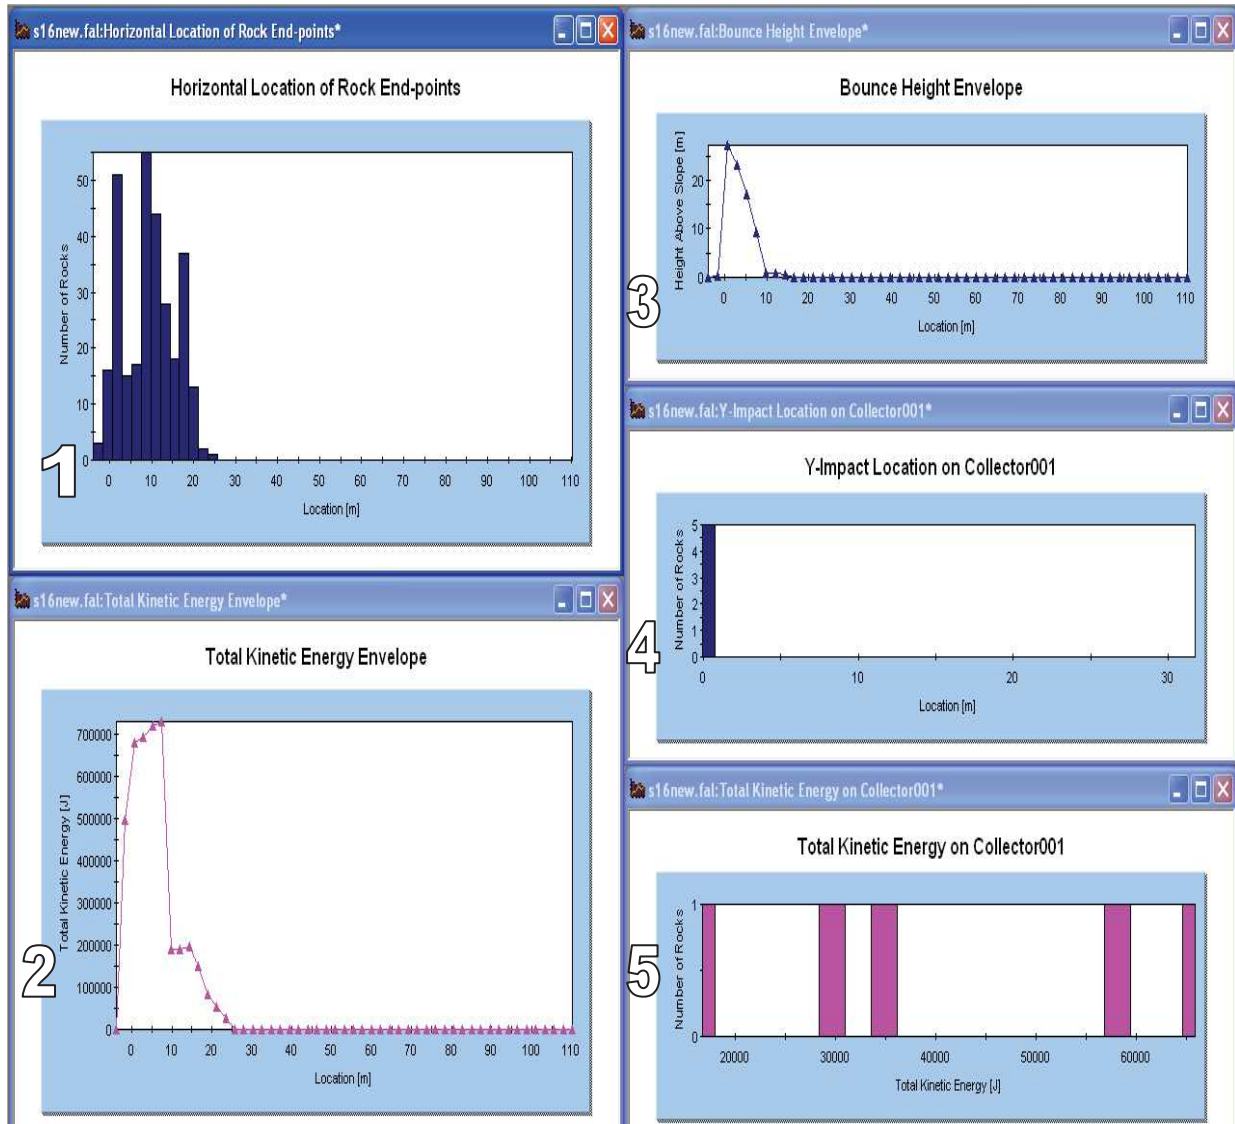 s16new.fal:Horizontal Location of Rock End-points*
Horizontal Location of Rock End-points
Number of Rocks
50
40
30
20
10
0
0 10 20 30 40 50 60 70 80 90 100 110
Location [m]
1
s16new.fal:Total Kinetic Energy Envelope*
Total Kinetic Energy Envelope
Total Kinetic Energy [J]
700000
600000
500000
400000
300000
200000
100000
0
0 10 20 30 40 50 60 70 80 90 100 110
Location [m]
2
s16new.fal:Bounce Height Envelope*
Bounce Height Envelope
Height Above Slope [m]
20
10
0
0 10 20 30 40 50 60 70 80 90 100 110
Location [m]
3
s16new.fal:Y-Impact Location on Collector001*
Y-Impact Location on Collector001
Number of Rocks
5
4
3
2
1
0
0 10 20 30
Location [m]
4
s16new.fal:Total Kinetic Energy on Collector001*
Total Kinetic Energy on Collector001
Number of Rocks
1
0
20000 30000 40000 50000 60000
Total Kinetic Energy [J]
5